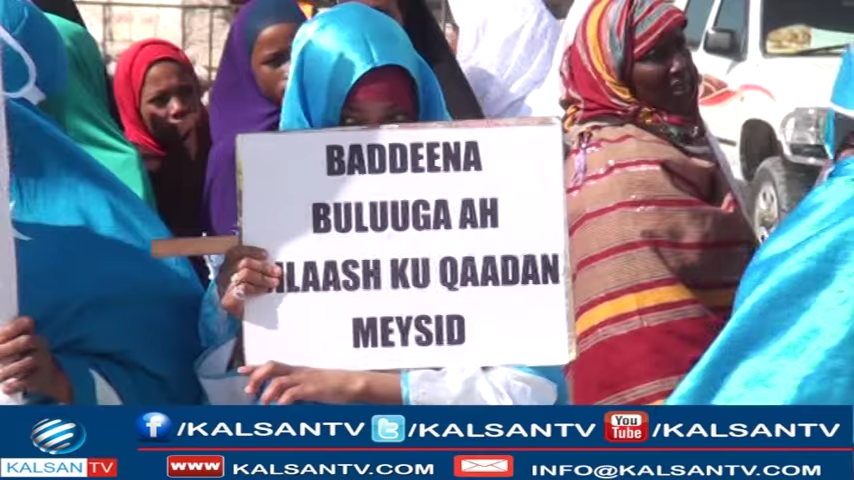 BADDEENA
BULUUGA AH
KU QAADAN
MEYSID
/KALSANTV /KALSANTV You Tube /KALSANTV
KALSAN TV
www KALSANTV.COM INFO@KALSANTV.COM